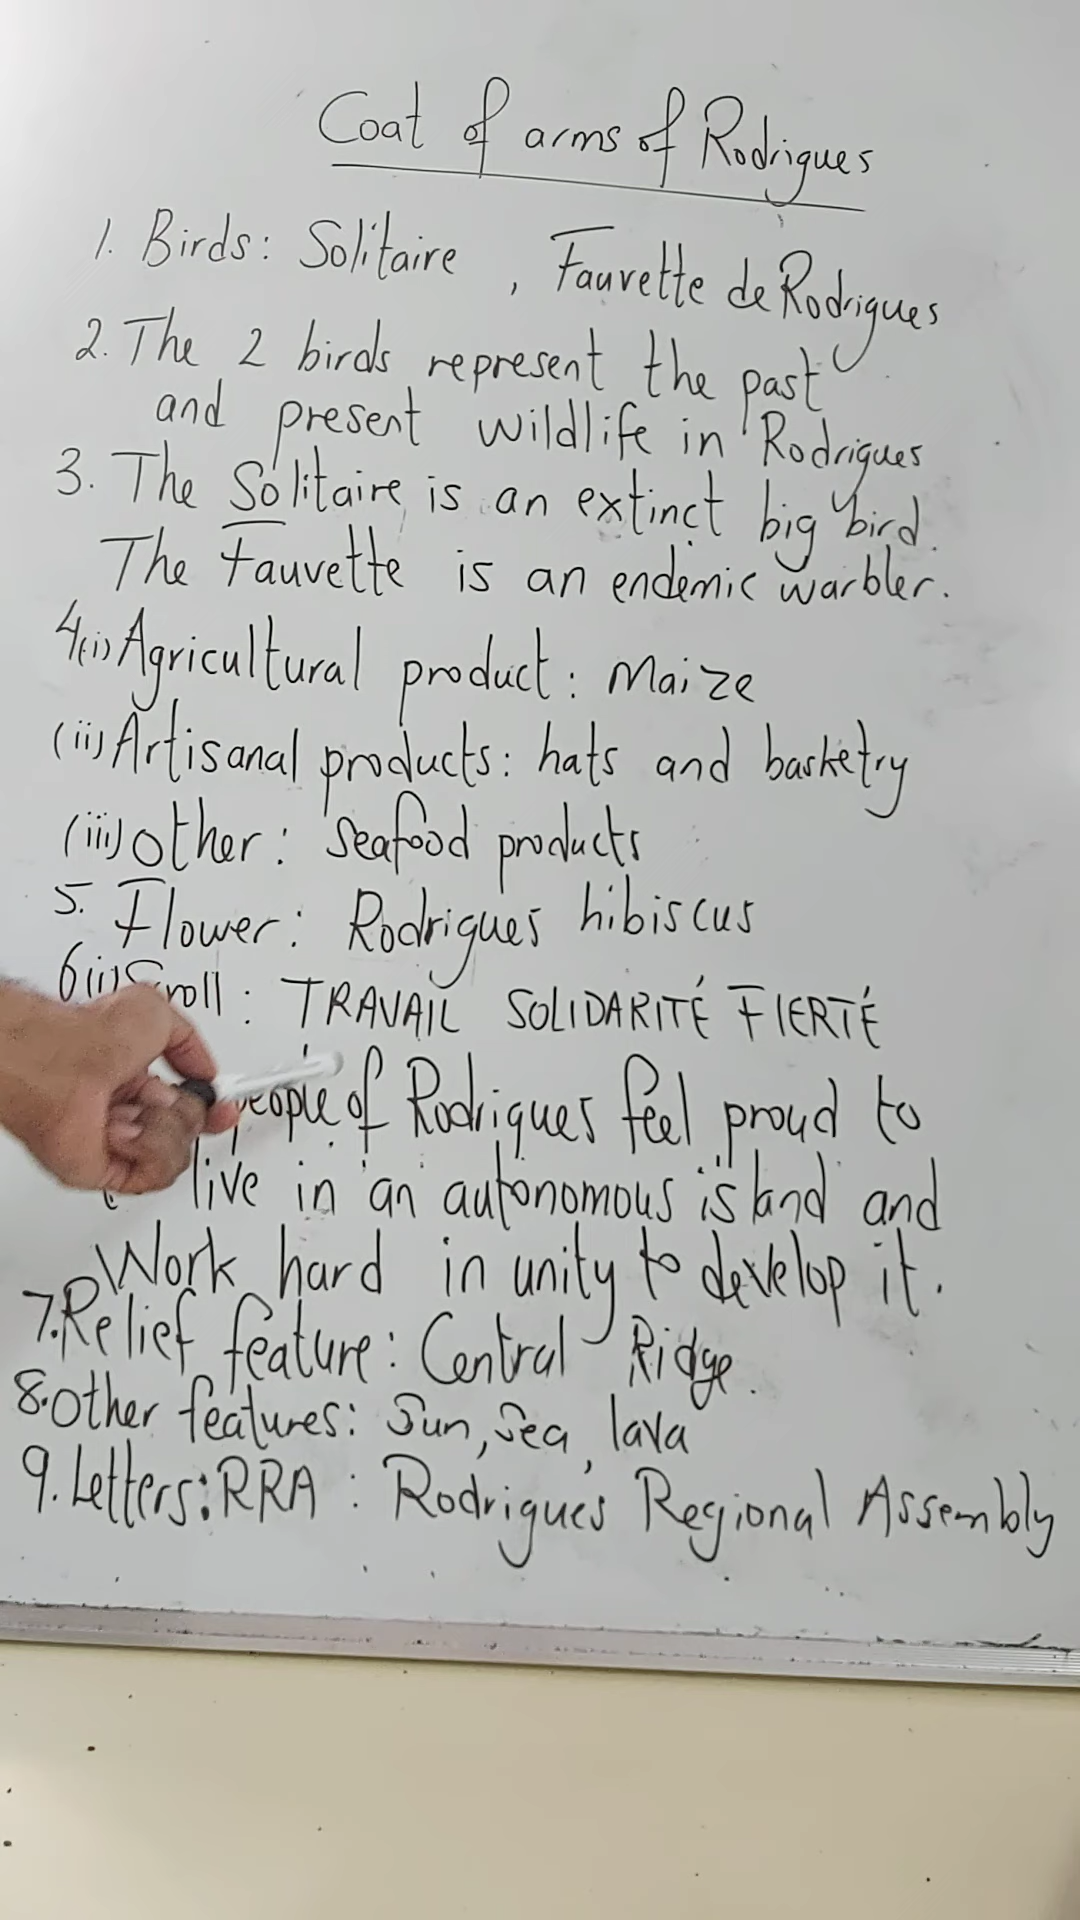 Coat of arms of Rodrigues
1. Birds: Solitaire, Fauvette de Rodrigues
2. The 2 birds represent the past
and present wildlife in Rodrigues
3. The Solitaire is an extinct big bird.
The Fauvette is an endemic warbler.
4(i) Agricultural product: Maize
(ii) Artisanal products: hats and basketry
(iii) Other: Seafood products
5. Flower: Rodrigues hibiscus
6(i) Scroll: TRAVAIL SOLIDARITÉ FIERTÉ
people of Rodrigues feel proud to
live in an autonomous island and
Work hard in unity to develop it.
7. Relief feature: Central Ridge.
8. Other features: Sun, Sea, lava
9. Letters: RRA: Rodrigues Regional Assembly